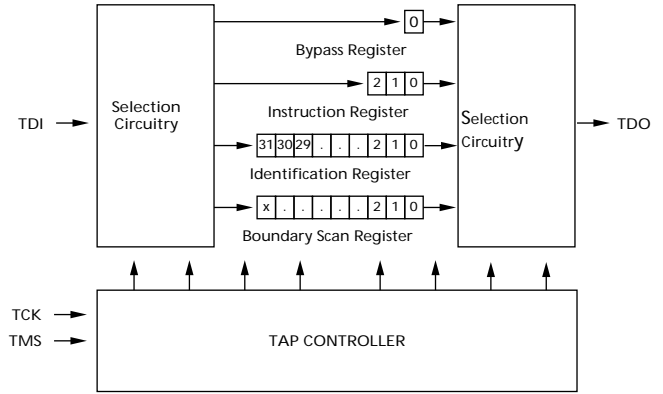 0
Bypass Register
2 1 0
Selection
Circuitry
Instruction Register
Selection
Circuitry
TDI
TDO
31 30 29 . . . 2 1 0
Identification Register
x . . . . . 2 1 0
Boundary Scan Register
TCK
TMS
TAP CONTROLLER